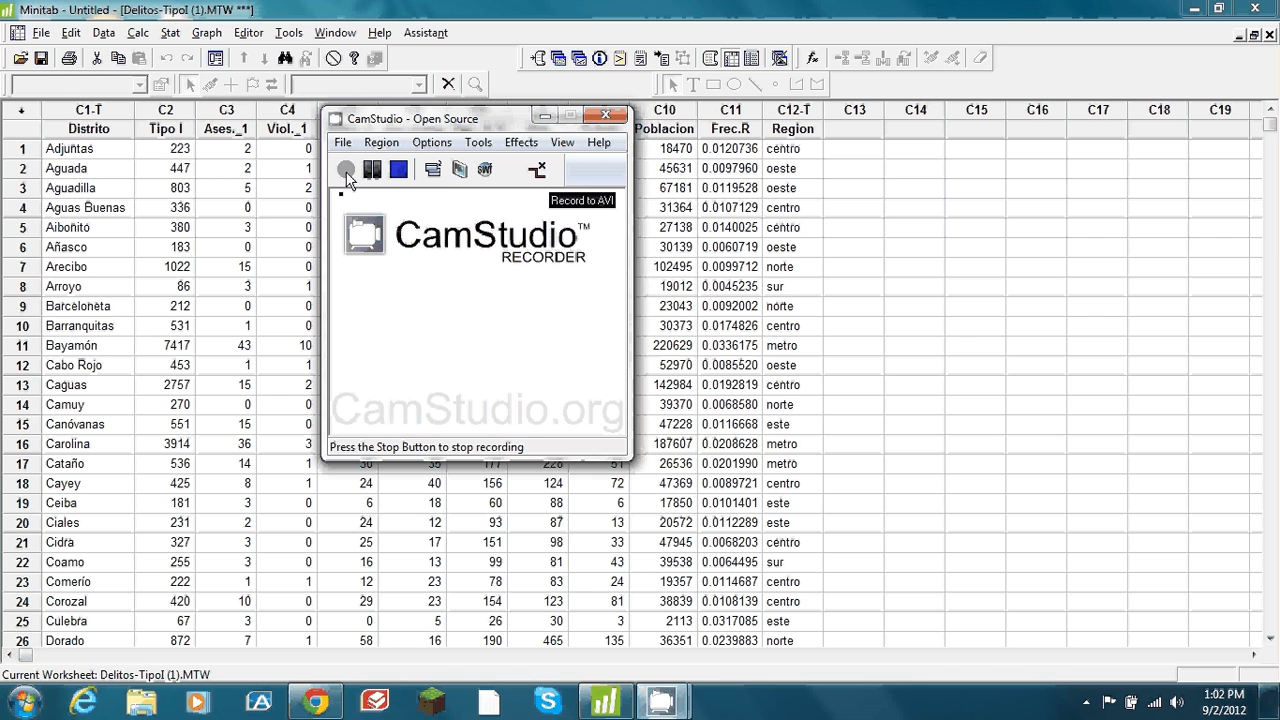 Minitab - Untitled - [Delitos-TipoI (1).MTW ***]
File Edit Data Calc Stat Graph Editor Tools Window Help Assistant
C1-T C2 C3 C4 C10 C11 C12-T C13 C14 C15 C16 C17 C18 C19
Distrito Tipo I Ases._1 Viol._1 Poblacion Frec.R Region
1 Adjuntas 223 2 0 18470 0.0120736 centro
2 Aguada 447 2 1 45631 0.0097960 oeste
3 Aguadilla 803 5 2 67181 0.0119528 oeste
4 Aguas Buenas 336 0 0 31364 0.0107129 centro
5 Aibonito 380 3 0 27138 0.0140025 centro
6 Añasco 183 0 0 30139 0.0060719 oeste
7 Arecibo 1022 15 0 102495 0.0099712 norte
8 Arroyo 86 3 1 19012 0.0045235 sur
9 Barceloneta 212 0 0 23043 0.0092002 norte
10 Barranquitas 531 1 0 30373 0.0174826 centro
11 Bayamón 7417 43 10 220629 0.0336175 metro
12 Cabo Rojo 453 1 1 52970 0.0085520 oeste
13 Caguas 2757 15 2 142984 0.0192819 centro
14 Camuy 270 0 0 39370 0.0068580 norte
15 Canóvanas 551 15 0 47228 0.0116668 este
16 Carolina 3914 36 3 187607 0.0208628 metro
17 Cataño 536 14 1 30 35 177 228 51 26536 0.0201990 metro
18 Cayey 425 8 1 24 40 156 124 72 47369 0.0089721 centro
19 Ceiba 181 3 0 6 18 60 88 6 17850 0.0101401 este
20 Ciales 231 2 0 24 12 93 87 13 20572 0.0112289 este
21 Cidra 327 3 0 25 17 151 98 33 47945 0.0068203 centro
22 Coamo 255 3 0 16 13 99 81 43 39538 0.0064495 sur
23 Comerío 222 1 1 12 23 78 83 24 19357 0.0114687 centro
24 Corozal 420 10 0 29 23 154 123 81 38839 0.0108139 centro
25 Culebra 67 3 0 0 5 26 30 3 2113 0.0317085 este
26 Dorado 872 7 1 58 16 190 465 135 36351 0.0239883 norte
CamStudio - Open Source
File Region Options Tools Effects View Help
Record to AVI
CamStudio™
RECORDER
CamStudio.org
Press the Stop Button to stop recording
Current Worksheet: Delitos-TipoI (1).MTW
1:02 PM
9/2/2012